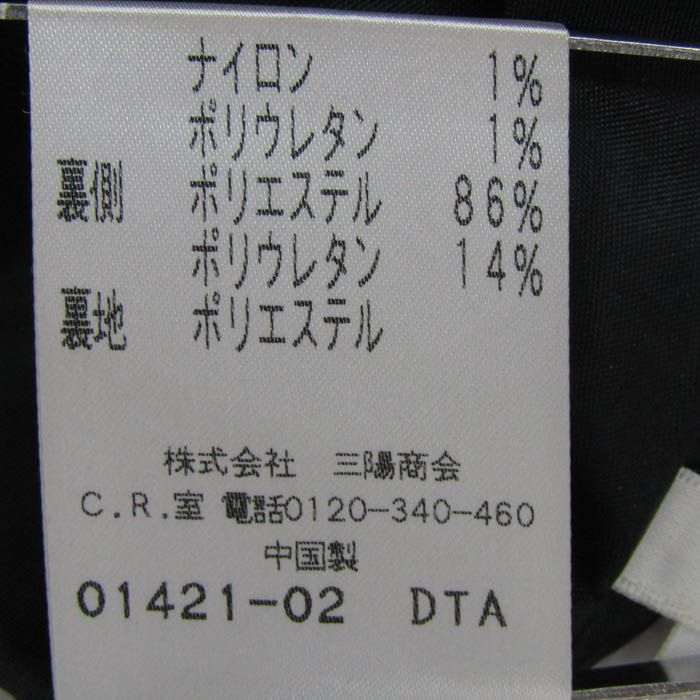 ナイロン 1%
ポリウレタン 1%
裏側 ポリエステル 86%
ポリウレタン 14%
裏地 ポリエステル
株式会社 三陽商会
C.R.室 電話0120-340-460
中国製
01421-02 DTA